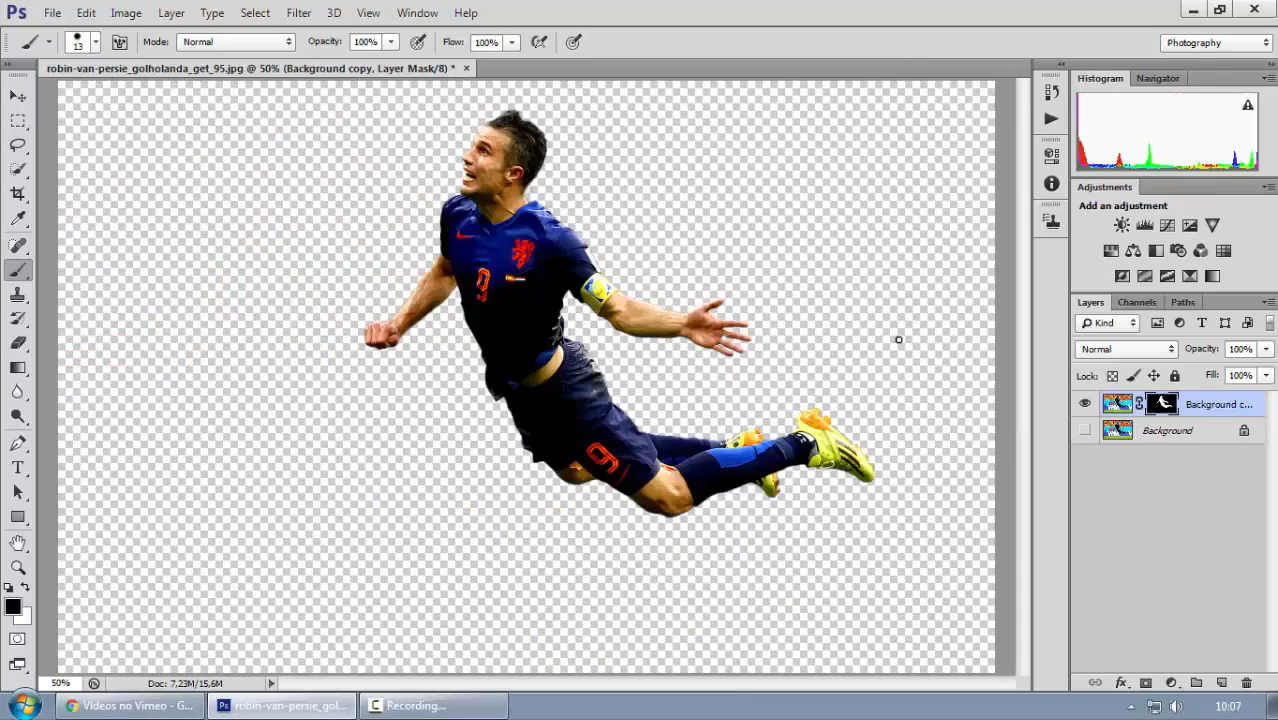 Ps File Edit Image Layer Type Select Filter 3D View Window Help
13 Mode: Normal Opacity: 100% Flow: 100% Photography
robin-van-persie_golholanda_get_95.jpg @ 50% (Background copy, Layer Mask/8) *
Histogram Navigator
Adjustments
Add an adjustment
Layers Channels Paths
Kind
Normal Opacity: 100%
Lock: Fill: 100%
Background c...
Background
9
9
50% Doc: 7,23M/15,6M
Vídeos no Vimeo - G... Ps robin-van-persie_gol... Recording... 10:07